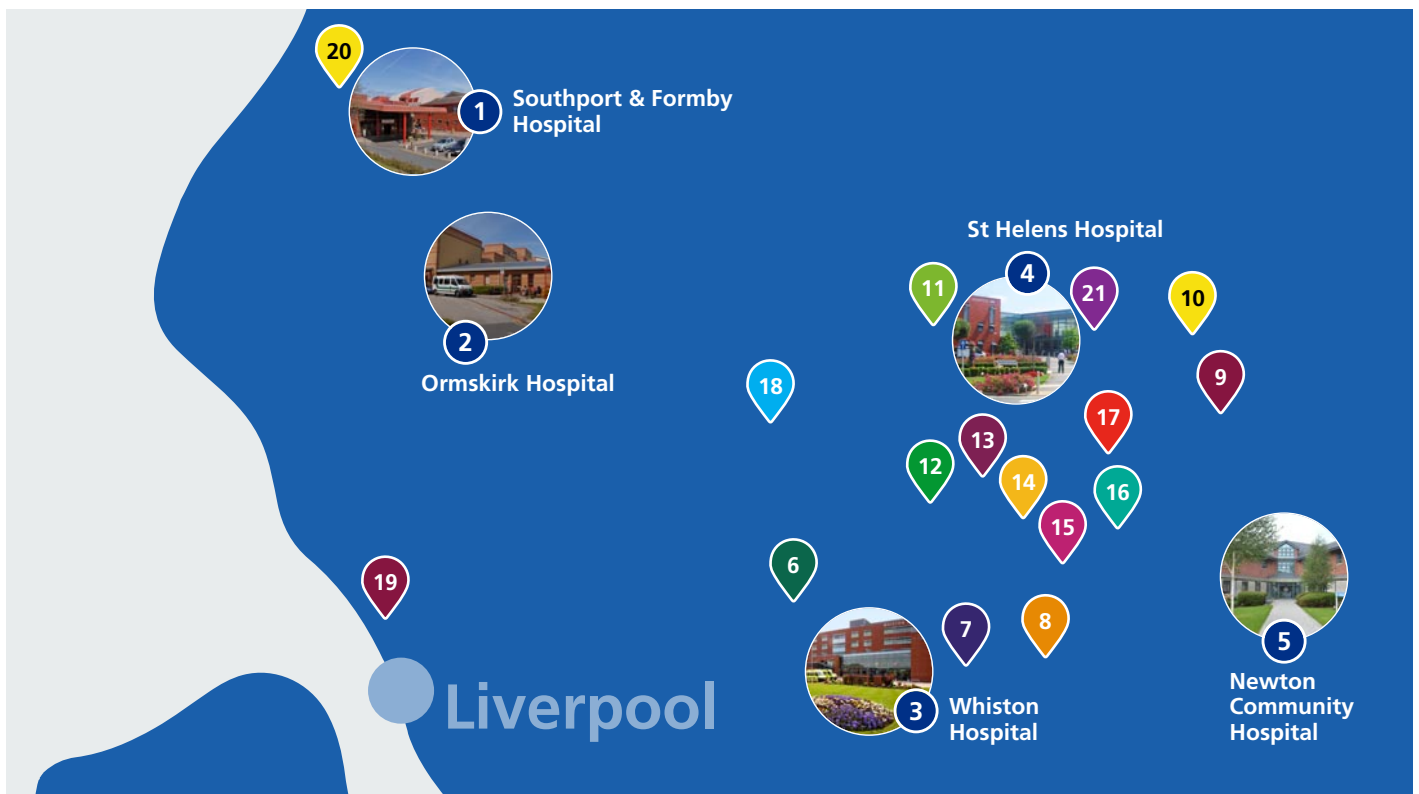 20
1
Southport & Formby
Hospital
2
Ormskirk Hospital
St Helens Hospital
4
11
21
10
9
18
17
13
12
14
16
15
6
19
7
8
5
Newton
Community
Hospital
3
Whiston
Hospital
Liverpool